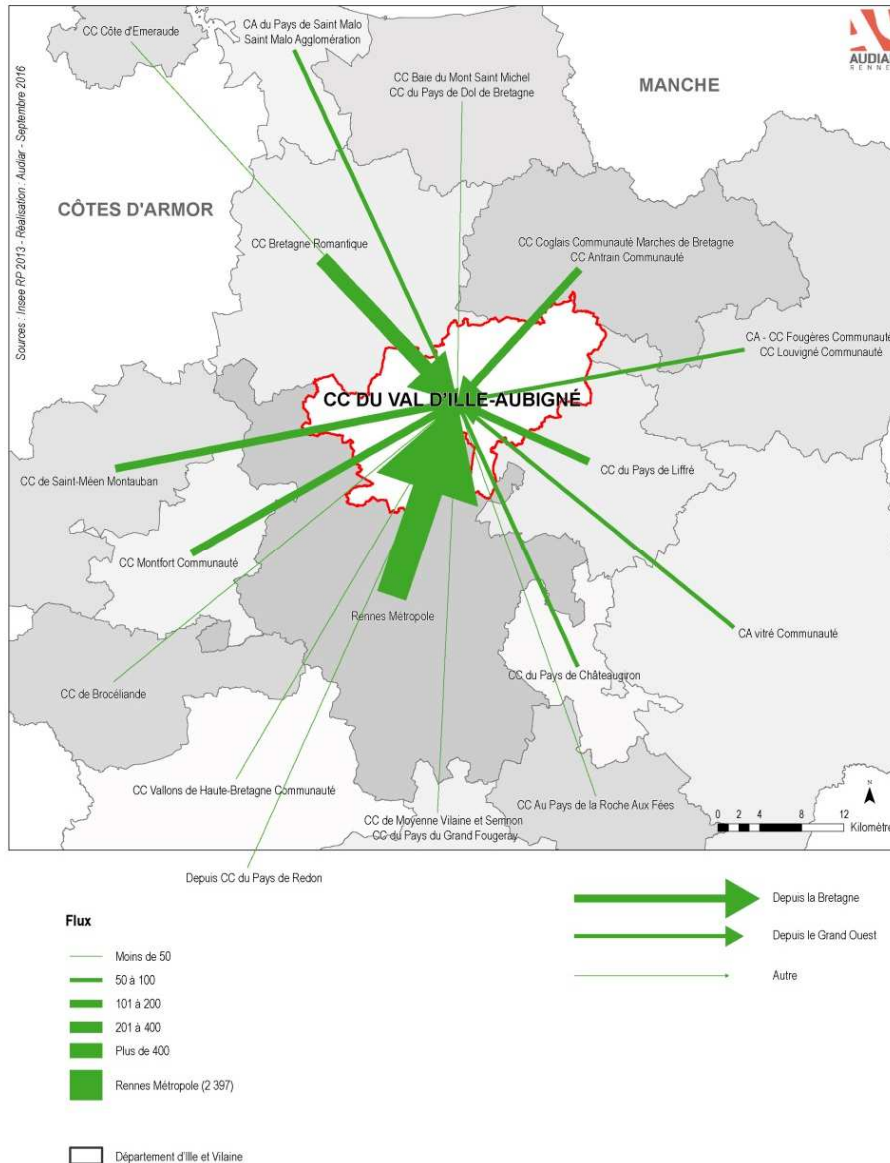 CC Côte d'Emeraude
CA du Pays de Saint Malo
Saint Malo Agglomération
AUDIAR
RENNES
CC Baie du Mont Saint Michel
CC du Pays de Dol de Bretagne
MANCHE
Sources : Insee RP 2013 - Réalisation : Audiar - Septembre 2016
CÔTES D'ARMOR
CC Bretagne Romantique
CC Coglais Communauté Marches de Bretagne
CC Antrain Communauté
CA - CC Fougères Communauté
CC Louvigné Communauté
CC DU VAL D'ILLE-AUBIGNÉ
CC de Saint-Méen Montauban
CC du Pays de Liffré
CC Montfort Communauté
Rennes Métropole
CA vitré Communauté
CC du Pays de Châteaugiron
CC de Brocéliande
CC Vallons de Haute-Bretagne Communauté
CC de Moyenne Vilaine et Semnon
CC du Pays du Grand Fougeray
CC Au Pays de la Roche Aux Fées
N
0 2 4 8 12
Kilomètre
Depuis CC du Pays de Redon
Flux
Moins de 50
50 à 100
101 à 200
201 à 400
Plus de 400
Rennes Métropole (2 397)
Département d'Ille et Vilaine
Depuis la Bretagne
Depuis le Grand Ouest
Autre